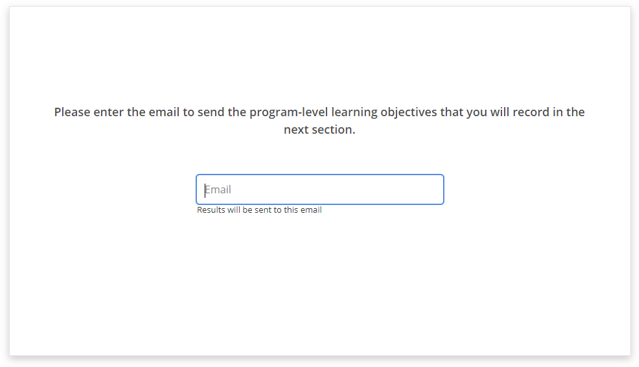 Please enter the email to send the program-level learning objectives that you will record in the
next section.
Email
Results will be sent to this email